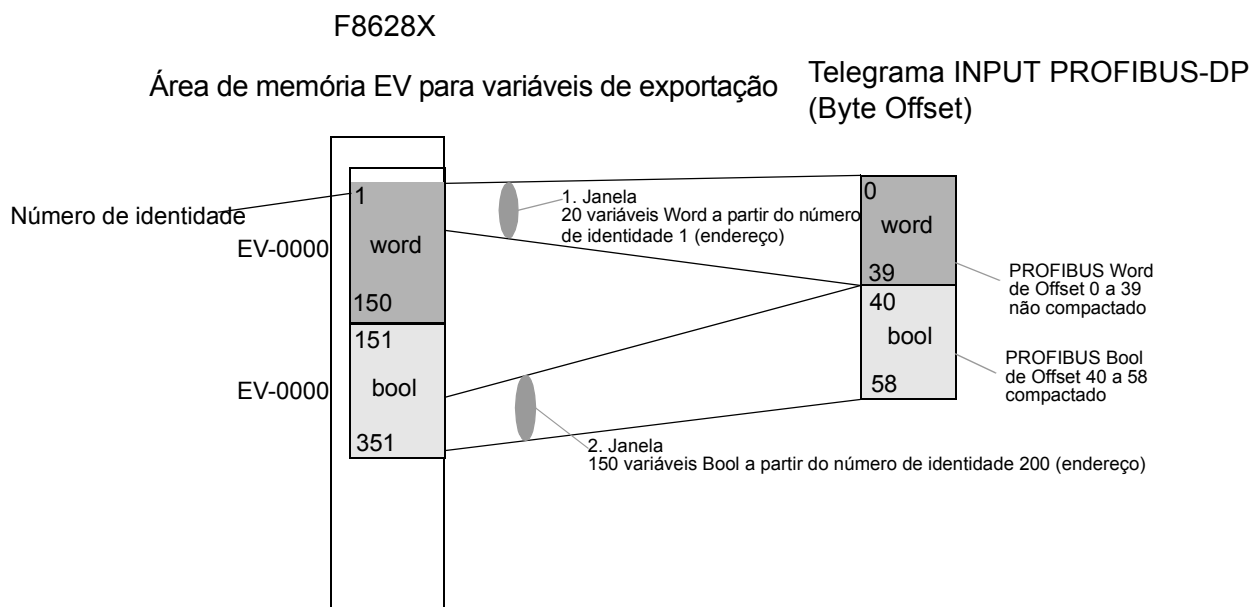 F8628X
Área de memória EV para variáveis de exportação
Telegrama INPUT PROFIBUS-DP
(Byte Offset)
Número de identidade
EV-0000
1
word
150
151
EV-0000
bool
351
1. Janela
20 variáveis Word a partir do número
de identidade 1 (endereço)
2. Janela
150 variáveis Bool a partir do número de identidade 200 (endereço)
0
word
39
40
bool
58
PROFIBUS Word
de Offset 0 a 39
não compactado
PROFIBUS Bool
de Offset 40 a 58
compactado